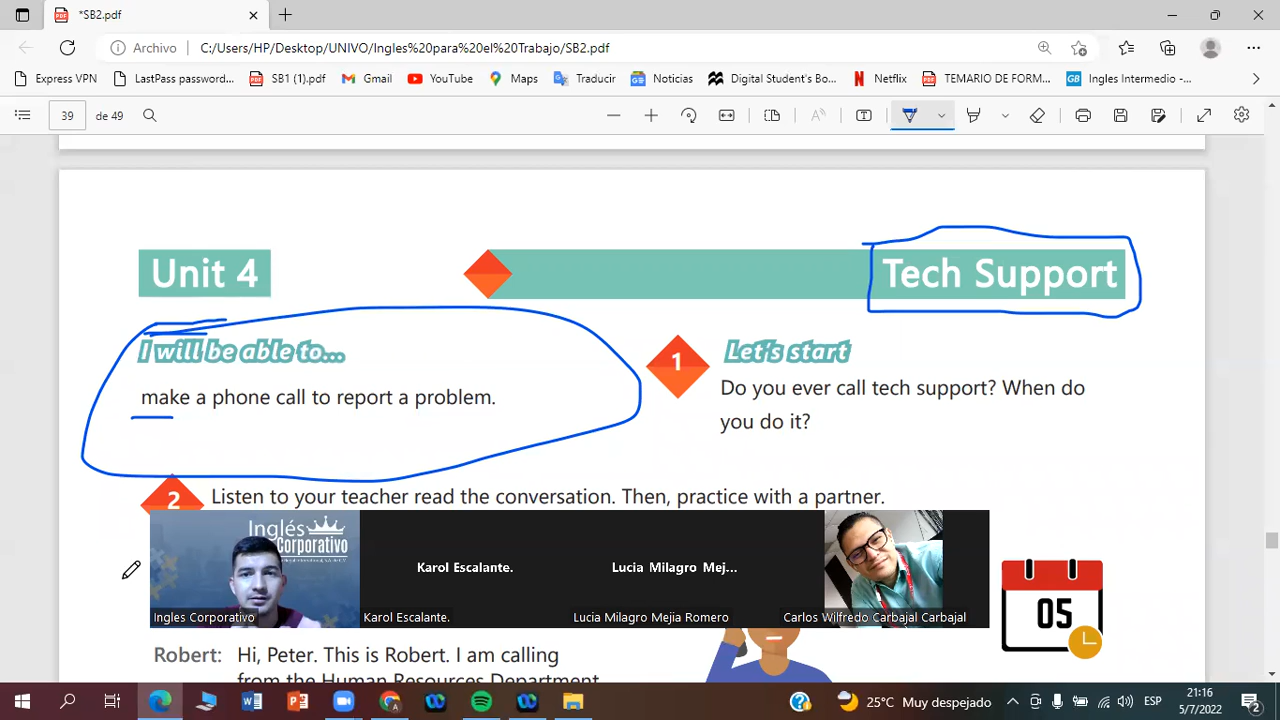 *SB2.pdf
Archivo
C:/Users/HP/Desktop/UNIVO/Ingles%20para%20el%20Trabajo/SB2.pdf
Express VPN
LastPass password...
SB1 (1).pdf
Gmail
YouTube
Maps
Traducir
Noticias
Digital Student's Bo...
Netflix
TEMARIO DE FORM...
GB
Ingles Intermedio -...
39
de 49
Unit 4
Tech Support
I will be able to...
make a phone call to report a problem.
1
Let's start
Do you ever call tech support? When do
you do it?
2
Listen to your teacher read the conversation. Then, practice with a partner.
Inglés
Corporativo
Karol Escalante.
Lucia Milagro Mej...
Ingles Corporativo
Karol Escalante.
Lucia Milagro Mejia Romero
Carlos Wilfredo Carbajal Carbajal
05
Robert: Hi, Peter. This is Robert. I am calling
from the Human Resources Department
25°C Muy despejado
ESP
21:16
5/7/2022
2